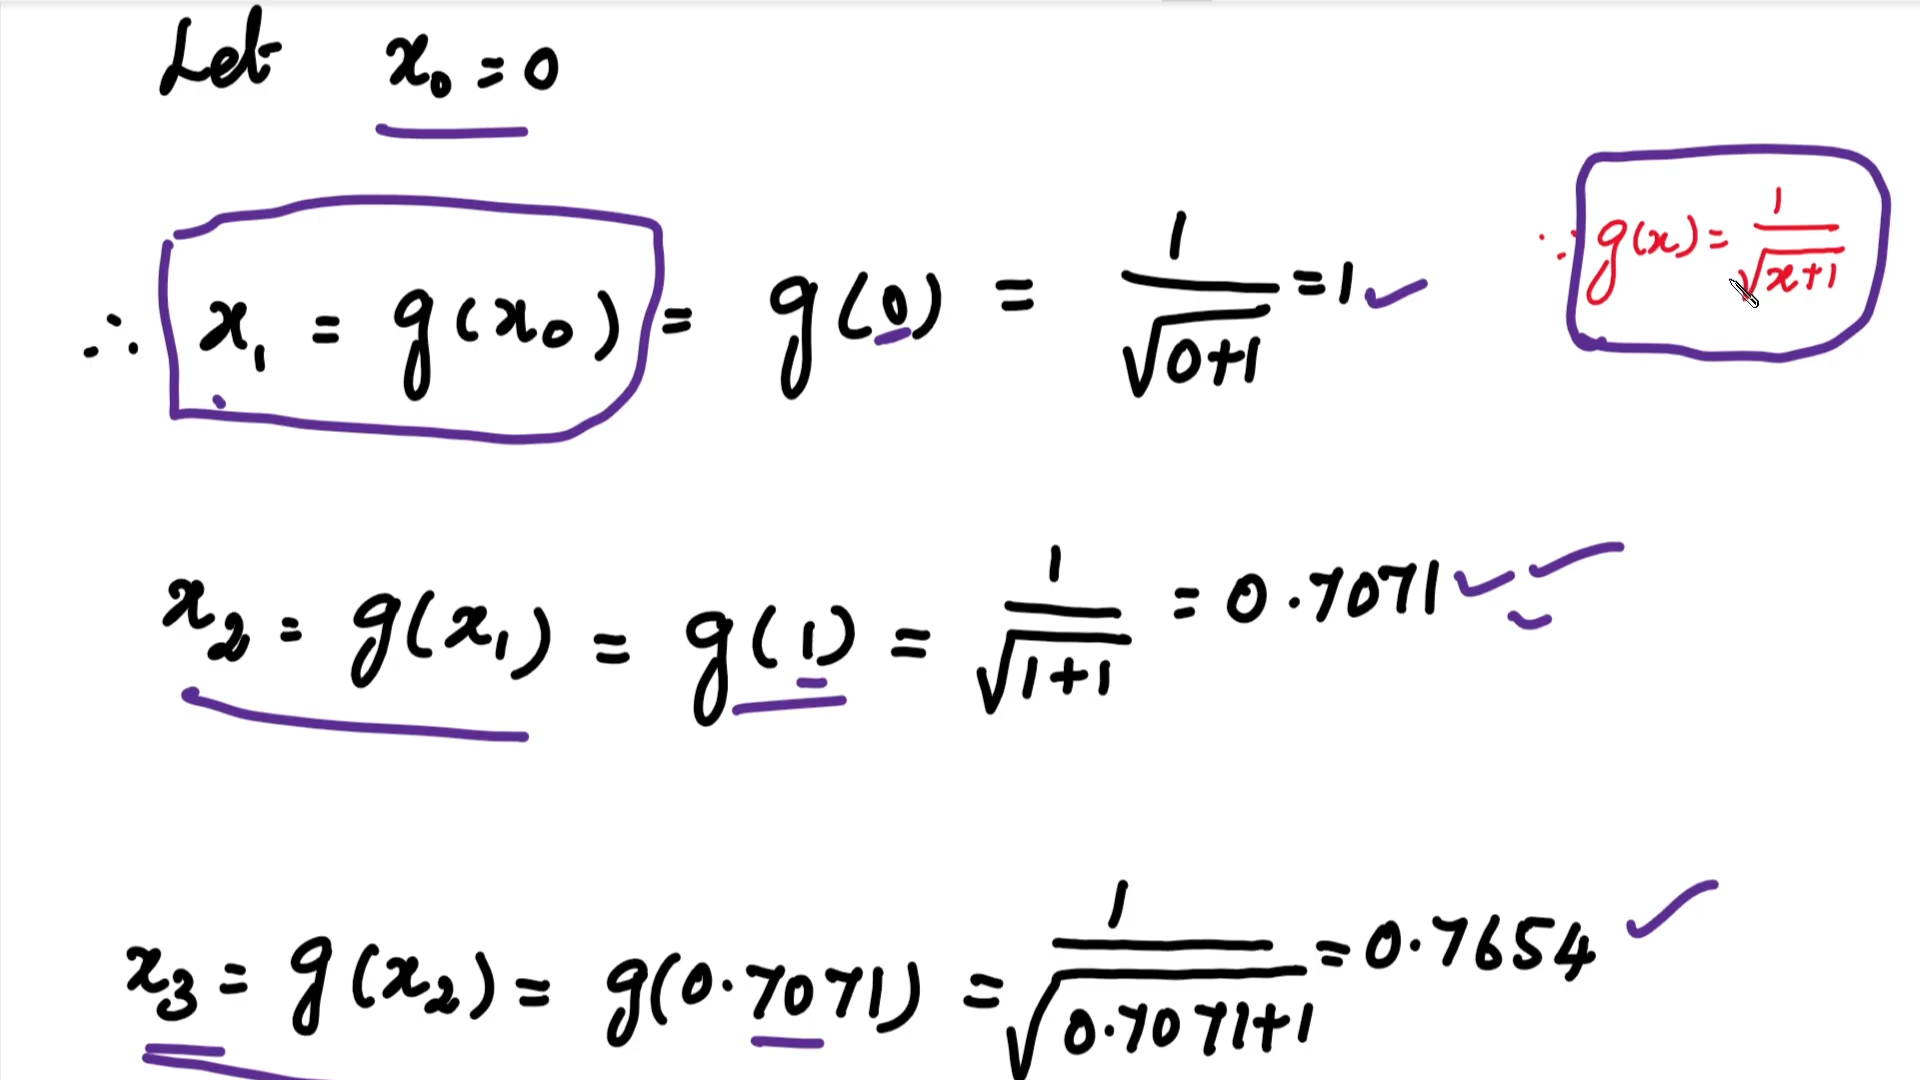 Let x₀ = 0
∴ x₁ = g(x₀) = g(0) = 1/√(0+1) = 1 ✓
∵ g(x) = 1/√(x+1)
x₂ = g(x₁) = g(1) = 1/√(1+1) = 0.7071 ✓
x₃ = g(x₂) = g(0.7071) = 1/√(0.7071+1) = 0.7654 ✓